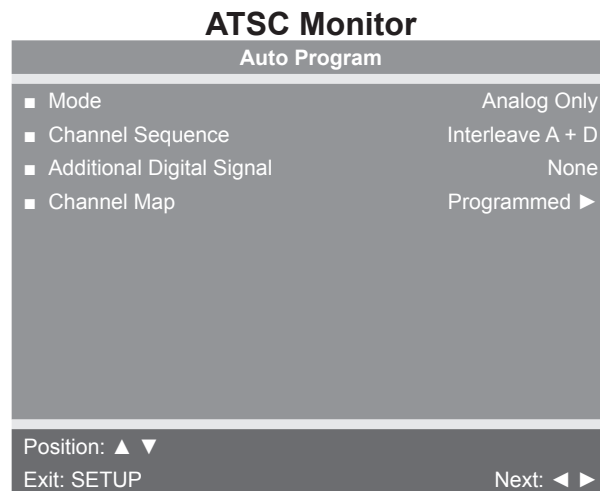 ATSC Monitor
Auto Program
■ Mode Analog Only
■ Channel Sequence Interleave A + D
■ Additional Digital Signal None
■ Channel Map Programmed ►
Position: ▲ ▼
Exit: SETUP Next: ◄ ►